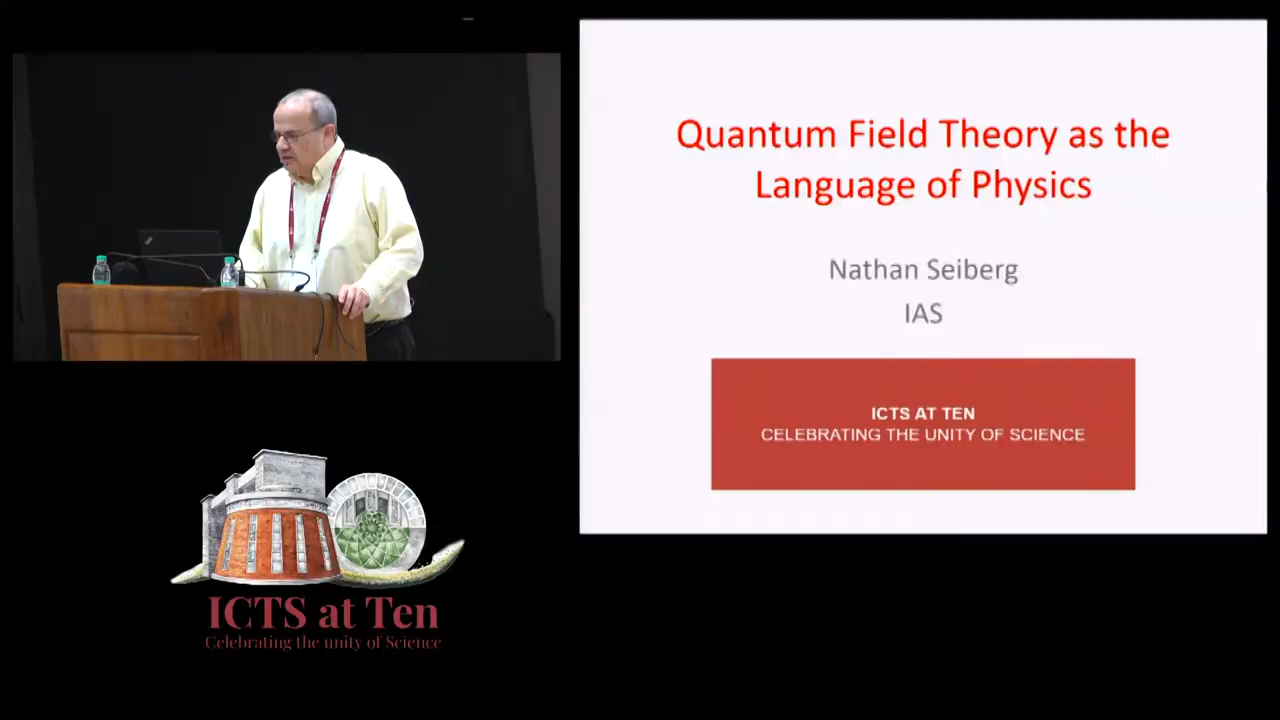 Quantum Field Theory as the
Language of Physics
Nathan Seiberg
IAS
ICTS AT TEN
CELEBRATING THE UNITY OF SCIENCE
ICTS at Ten
Celebrating the unity of Science